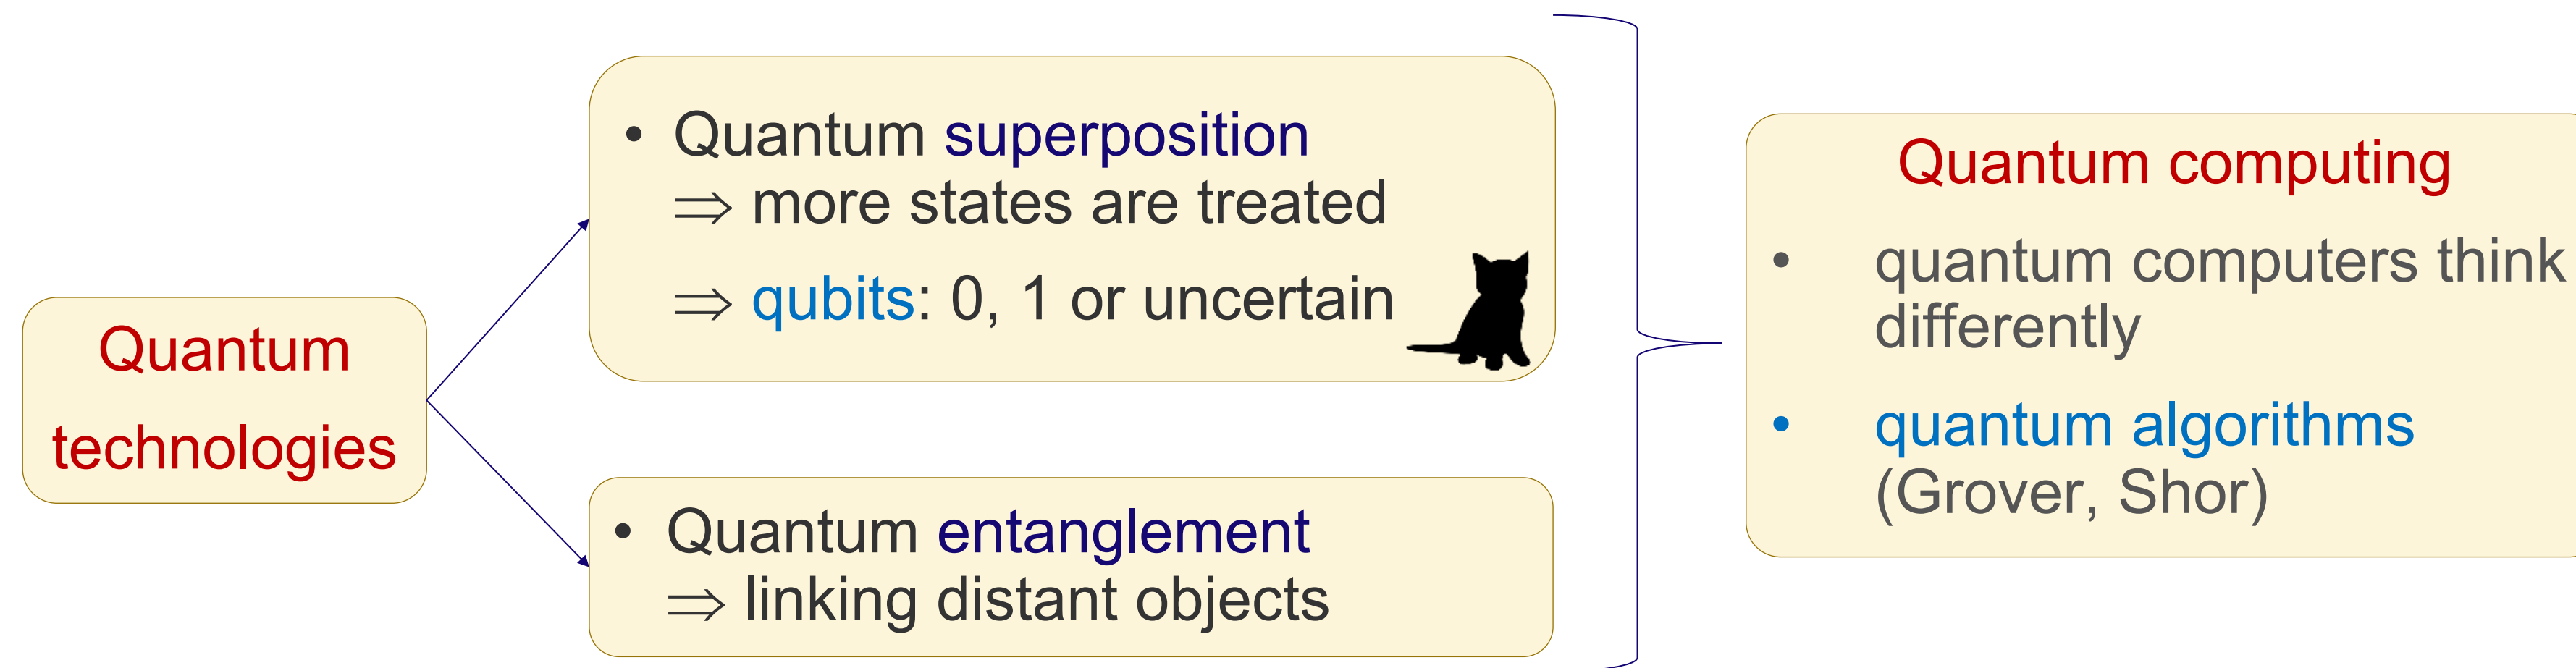 Quantum
technologies
• Quantum superposition
⇒ more states are treated
⇒ qubits: 0, 1 or uncertain
• Quantum entanglement
⇒ linking distant objects
Quantum computing
• quantum computers think
differently
• quantum algorithms
(Grover, Shor)